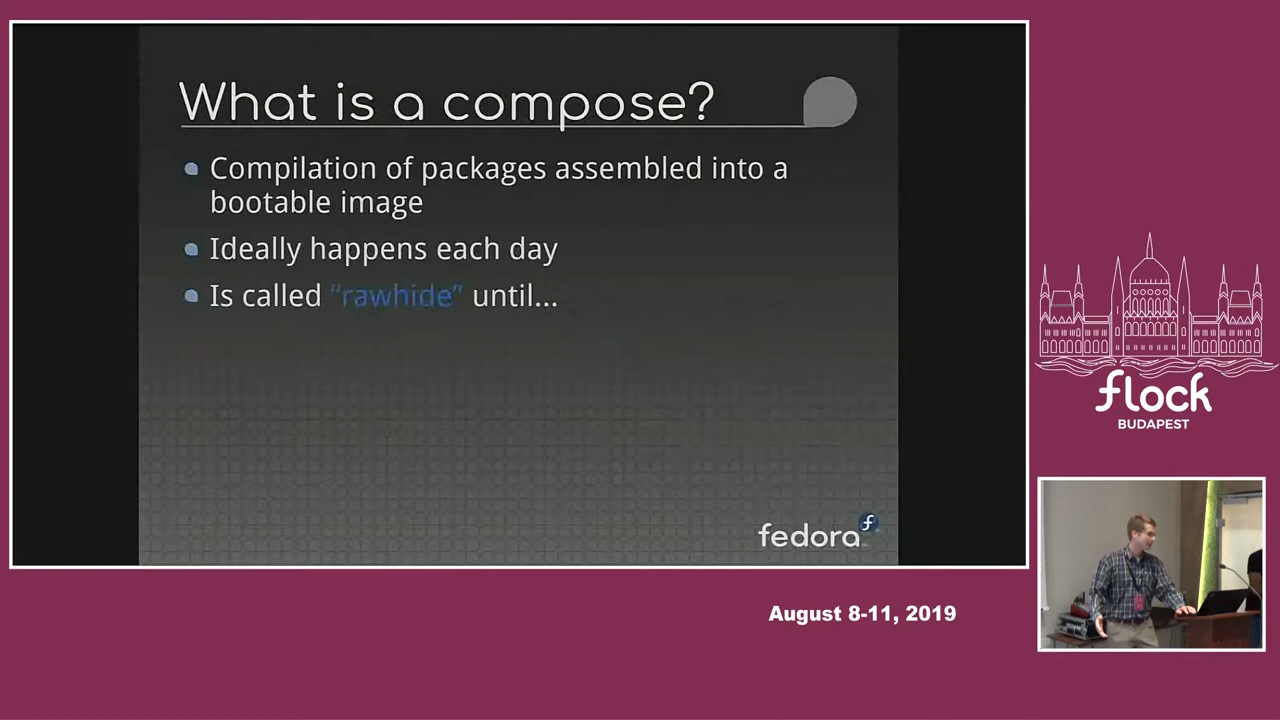 What is a compose?
Compilation of packages assembled into a
bootable image
Ideally happens each day
Is called “rawhide” until...
fedora
flock
BUDAPEST
August 8-11, 2019